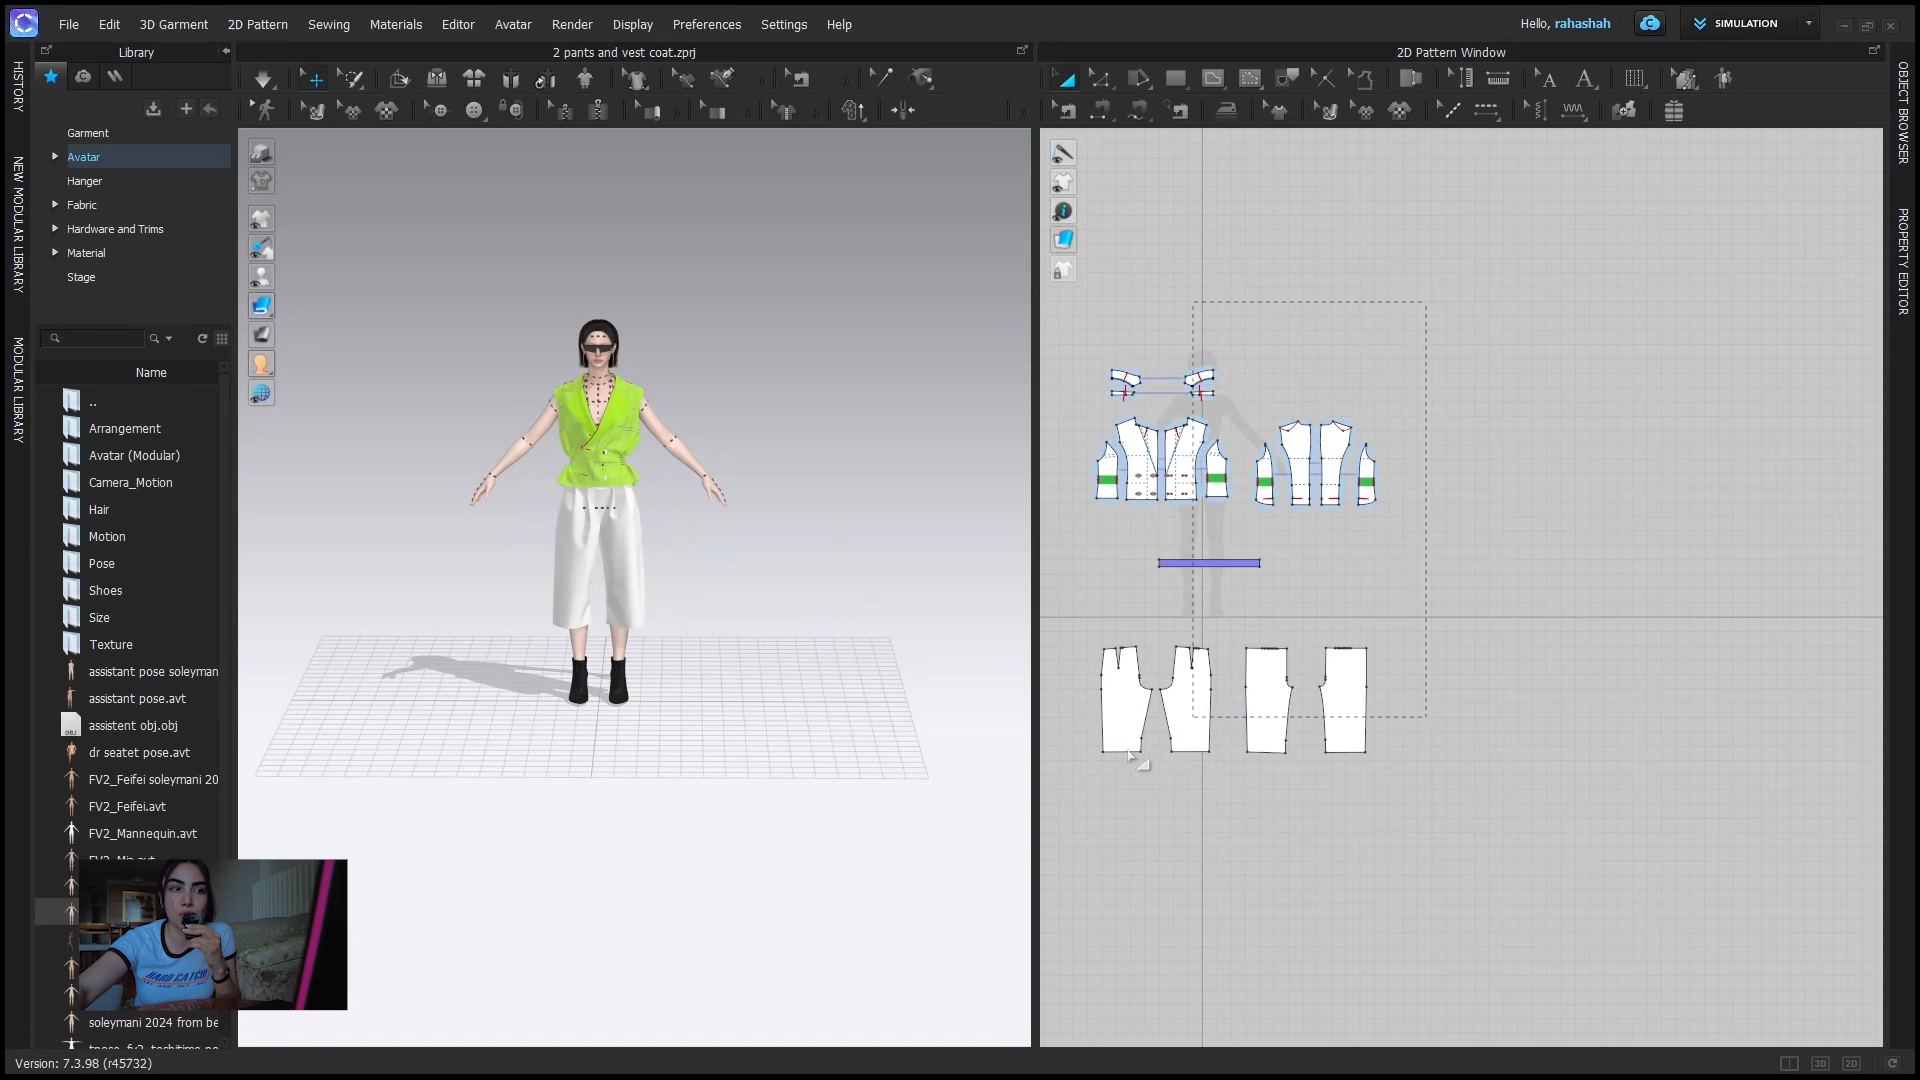 File Edit 3D Garment 2D Pattern Sewing Materials Editor Avatar Render Display Preferences Settings Help
Hello, rahashah
SIMULATION
Library
2 pants and vest coat.zprj
2D Pattern Window
HISTORY
NEW MODULAR LIBRARY
MODULAR LIBRARY
OBJECT BROWSER
PROPERTY EDITOR
Garment
Avatar
Hanger
Fabric
Hardware and Trims
Material
Stage
Name
..
Arrangement
Avatar (Modular)
Camera_Motion
Hair
Motion
Pose
Shoes
Size
Texture
assistant pose soleyman
assistant pose.avt
assistent obj.obj
dr seatet pose.avt
FV2_Feifei soleymani 20
FV2_Feifei.avt
FV2_Mannequin.avt
HARD CATCH
soleymani 2024 from be
Version: 7.3.98 (r45732)
3D
2D